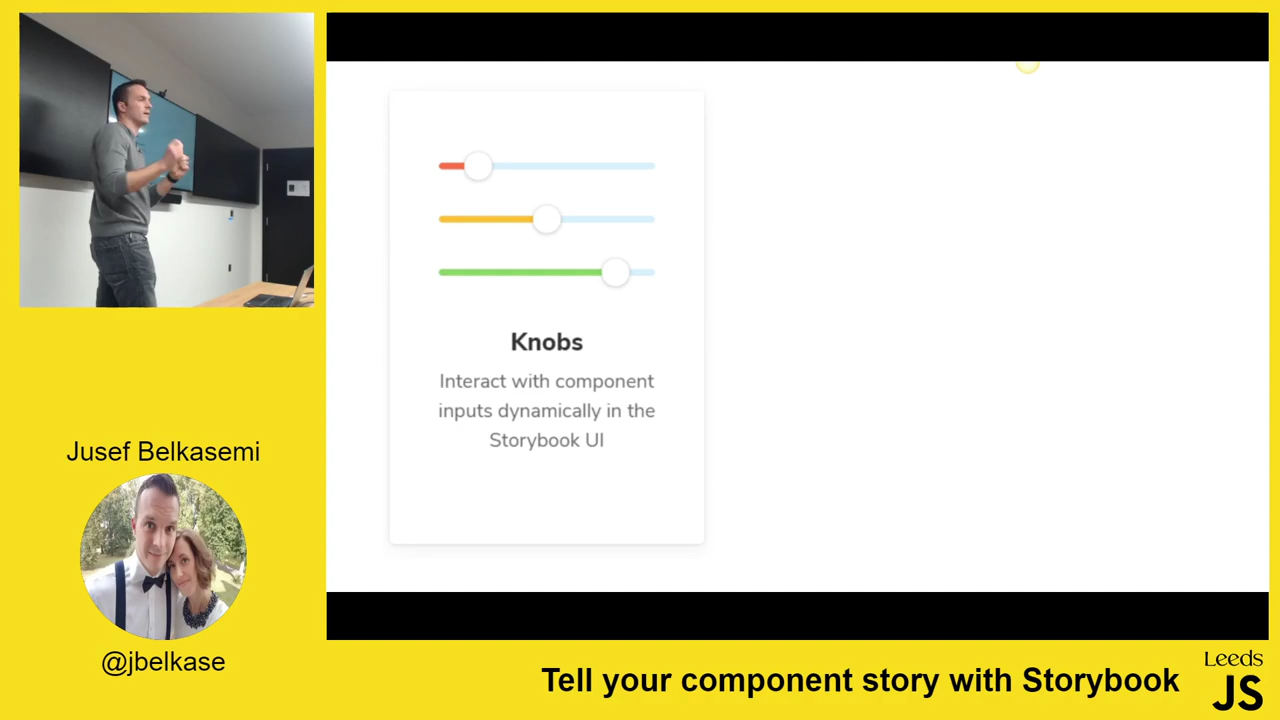 Knobs
Interact with component
inputs dynamically in the
Storybook UI
Jusef Belkasemi
@jbelkase
Tell your component story with Storybook
Leeds
JS